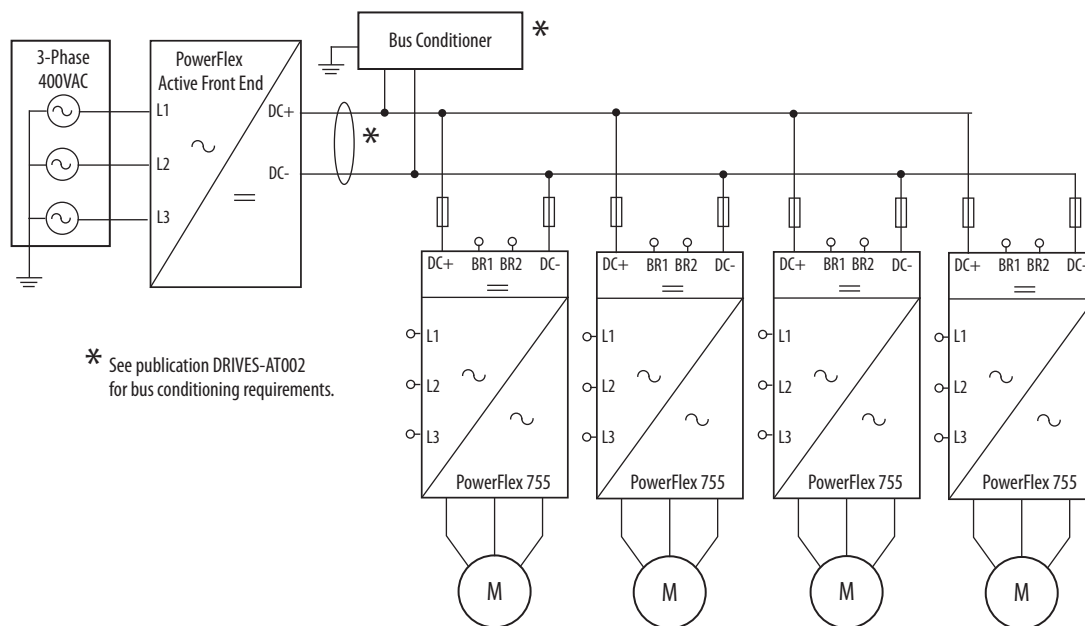 3-Phase
400VAC
PowerFlex
Active Front End
L1
L2
L3
DC+
DC-
Bus Conditioner
*
*
* See publication DRIVES-AT002
for bus conditioning requirements.
DC+ BR1 BR2 DC-
L1
L2
L3
PowerFlex 755
M
DC+ BR1 BR2 DC-
L1
L2
L3
PowerFlex 755
M
DC+ BR1 BR2 DC-
L1
L2
L3
PowerFlex 755
M
DC+ BR1 BR2 DC-
L1
L2
L3
PowerFlex 755
M